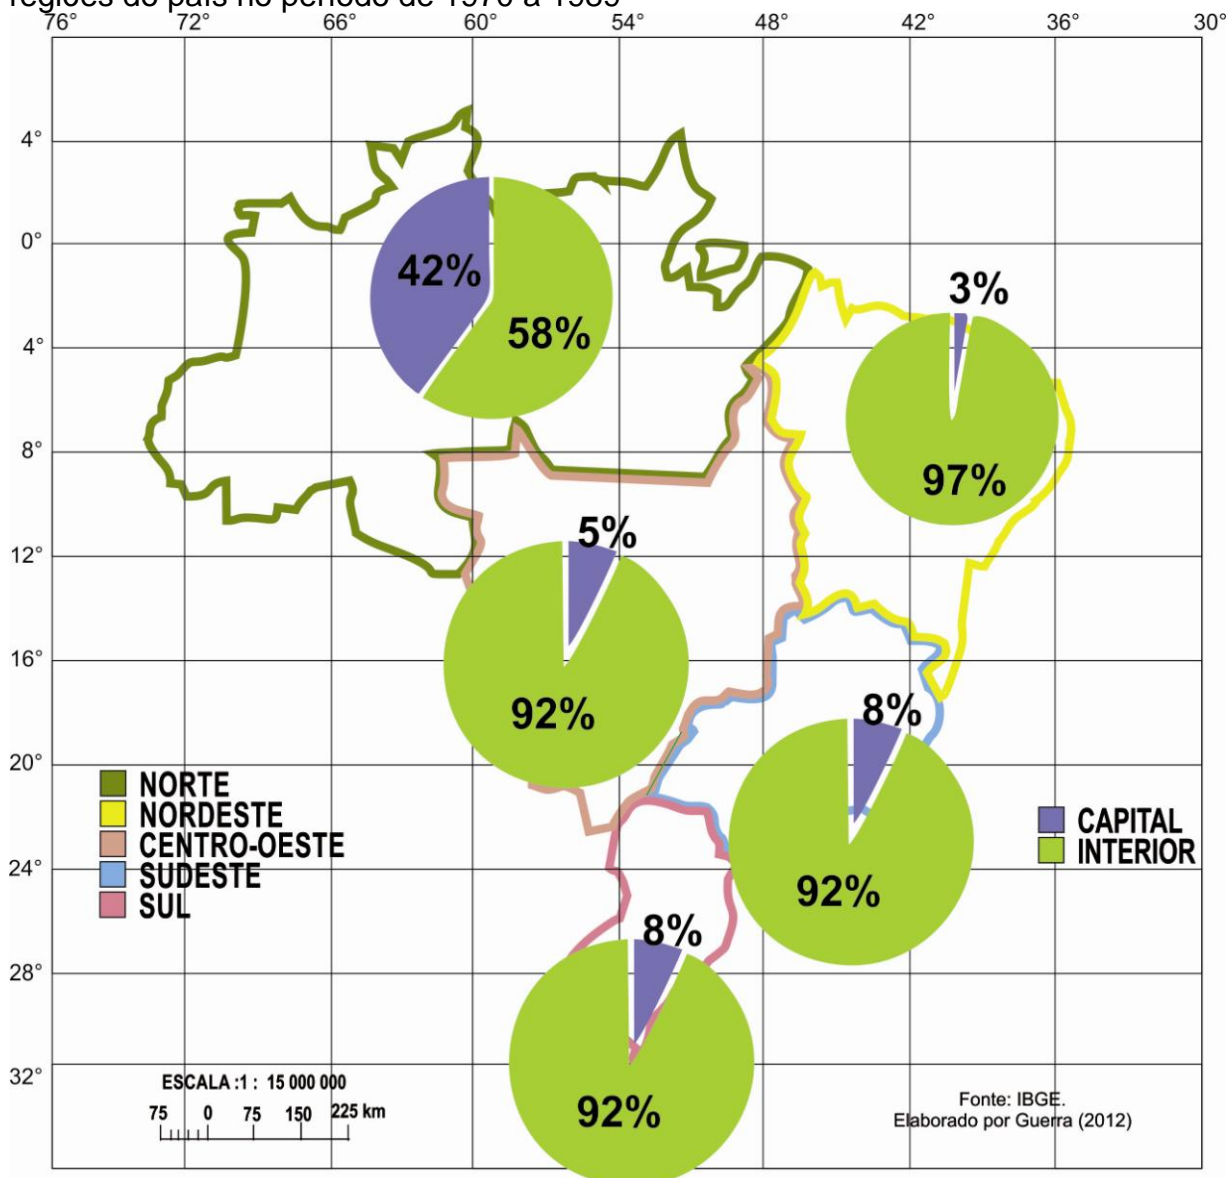 regiões do país no período de 1970 a 1989
76° 72° 66° 60° 54° 48° 42° 36° 30°
4°
0°
4°
8°
12°
16°
20°
24°
28°
32°
42%
58%
3%
97%
5%
92%
8%
92%
8%
92%
NORTE
NORDESTE
CENTRO-OESTE
SUDESTE
SUL
CAPITAL
INTERIOR
ESCALA :1 : 15 000 000
75 0 75 150 225 km
Fonte: IBGE.
Elaborado por Guerra (2012)